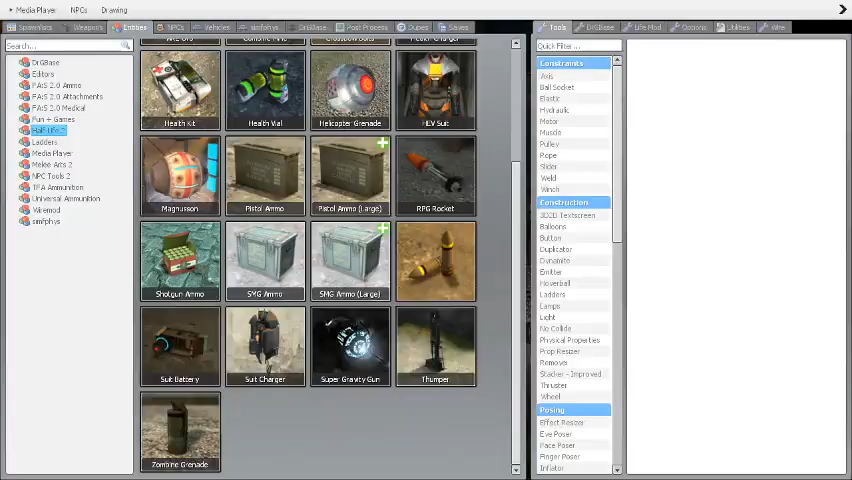 Media Player
NPCs
Drawing
Spawnlists
Weapons
Entities
NPCs
Vehicles
simfphys
DrGBase
Post Process
Dupes
Saves
Tools
DrGBase
Life Mod
Options
Utilities
Wire
Search...
Quick Filter...
DrGBase
Editors
FA:S 2.0 Ammo
FA:S 2.0 Attachments
FA:S 2.0 Medical
Fun + Games
Half-Life 2
Ladders
Media Player
Melee Arts 2
NPC Tools 2
TFA Ammunition
Universal Ammunition
Wiremod
simfphys
Health Kit
Health Vial
Helicopter Grenade
HEV Suit
Magnusson
Pistol Ammo
Pistol Ammo (Large)
RPG Rocket
Shotgun Ammo
SMG Ammo
SMG Ammo (Large)
Suit Battery
Suit Charger
Super Gravity Gun
Thumper
Zombine Grenade
Constraints
Axis
Ball Socket
Elastic
Hydraulic
Motor
Muscle
Pulley
Rope
Slider
Weld
Winch
Construction
3D2D Textscreen
Balloons
Button
Duplicator
Dynamite
Emitter
Hoverball
Ladders
Lamps
Light
No Collide
Physical Properties
Prop Resizer
Remover
Stacker - Improved
Thruster
Wheel
Posing
Effect Resizer
Eye Poser
Face Poser
Finger Poser
Inflator